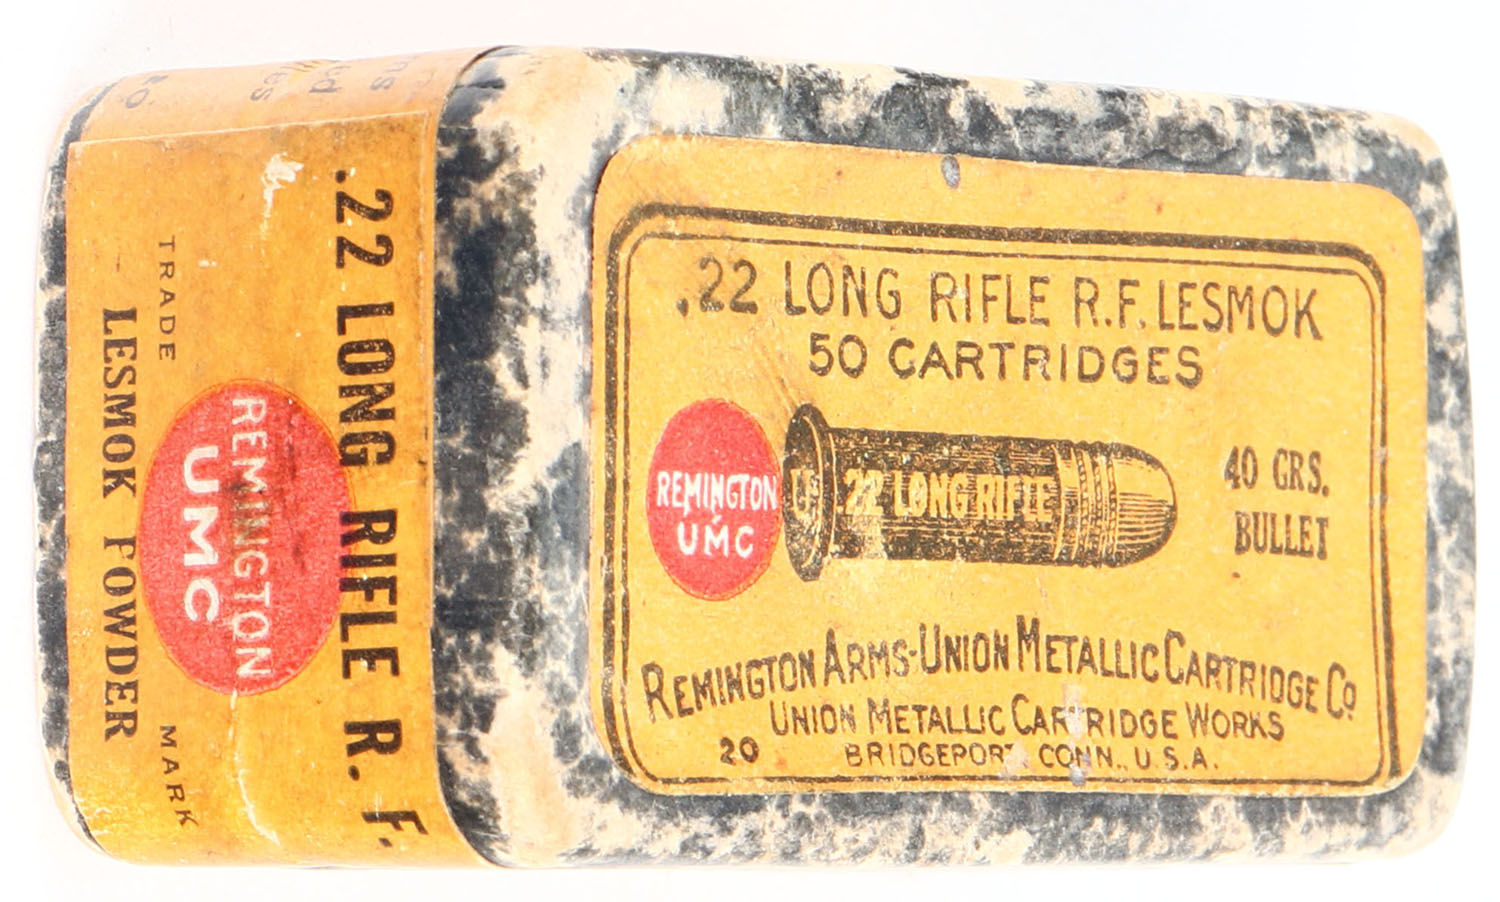 .22 LONG RIFLE R.F. LESMOK
50 CARTRIDGES
REMINGTON
UMC
U
22 LONG RIFLE
40 GRS.
BULLET
REMINGTON ARMS-UNION METALLIC CARTRIDGE Co.
UNION METALLIC CARTRIDGE WORKS
20
BRIDGEPORT, CONN., U.S.A.
.22 LONG RIFLE R. F.
REMINGTON
UMC
TRADE MARK
LESMOK POWDER